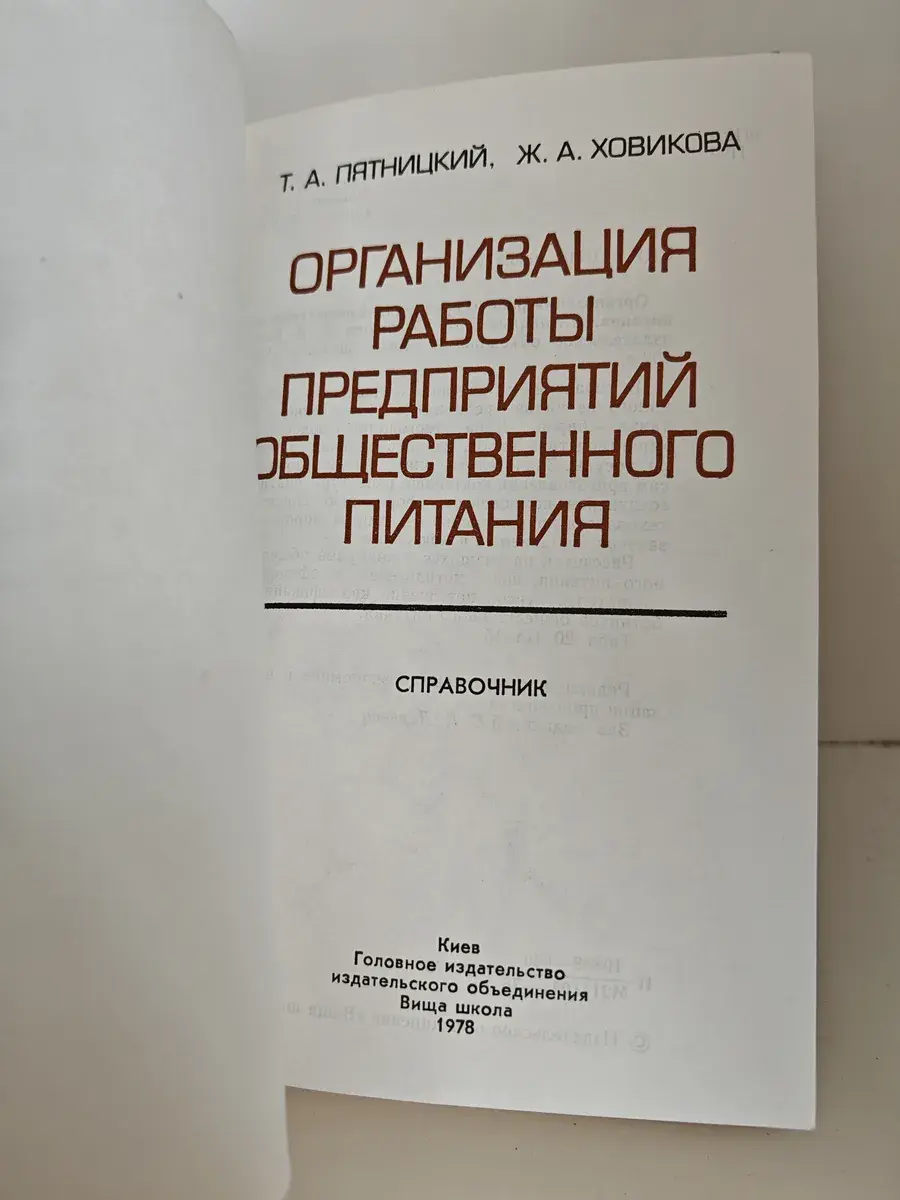 Т. А. ПЯТНИЦКИЙ, Ж. А. ХОВИКОВА
ОРГАНИЗАЦИЯ
РАБОТЫ
ПРЕДПРИЯТИЙ
ОБЩЕСТВЕННОГО
ПИТАНИЯ
СПРАВОЧНИК
Киев
Головное издательство
издательского объединения
Вища школа
1978